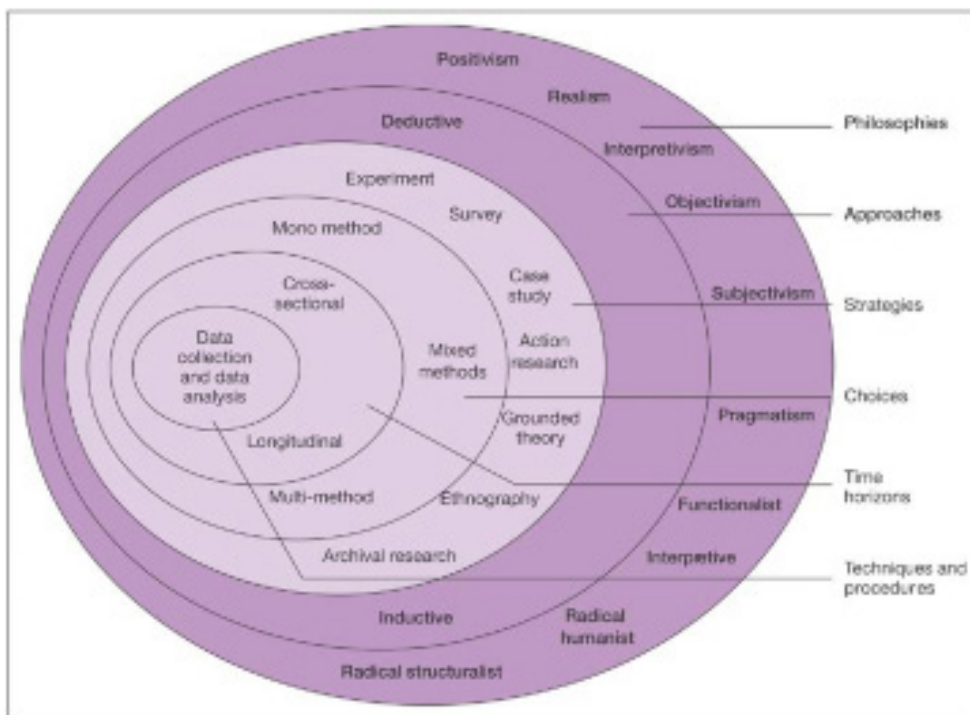 Positivism
Realism
Philosophies
Deductive
Interpretivism
Experiment
Objectivism
Approaches
Survey
Mono method
Case
study
Cross-
sectional
Subjectivism
Strategies
Data
collection
and data
analysis
Mixed
methods
Action
research
Choices
Grounded
theory
Pragmatism
Longitudinal
Time
horizons
Multi-method
Ethnography
Functionalist
Archival research
Interpretive
Techniques and
procedures
Inductive
Radical
humanist
Radical structuralist